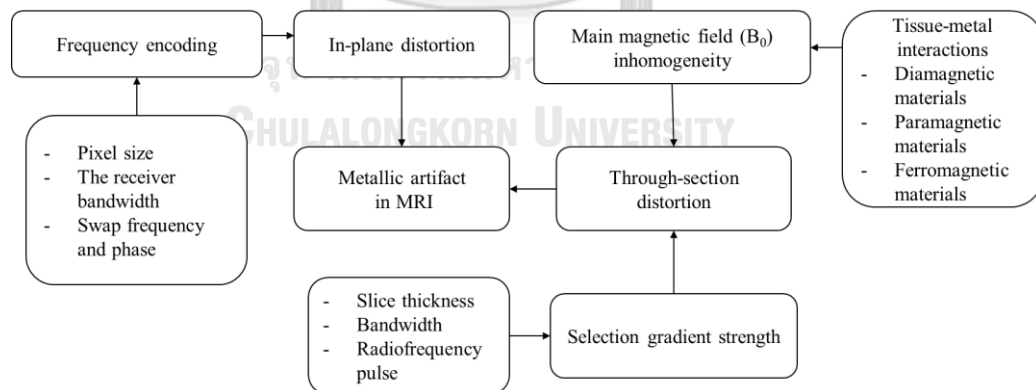 Frequency encoding
In-plane distortion
Main magnetic field (B₀)
inhomogeneity
Tissue-metal
interactions
- Diamagnetic
materials
- Paramagnetic
materials
- Ferromagnetic
materials
CHULALONGKORN UNIVERSITY
- Pixel size
- The receiver
bandwidth
- Swap frequency
and phase
Metallic artifact
in MRI
Through-section
distortion
- Slice thickness
- Bandwidth
- Radiofrequency
pulse
Selection gradient strength